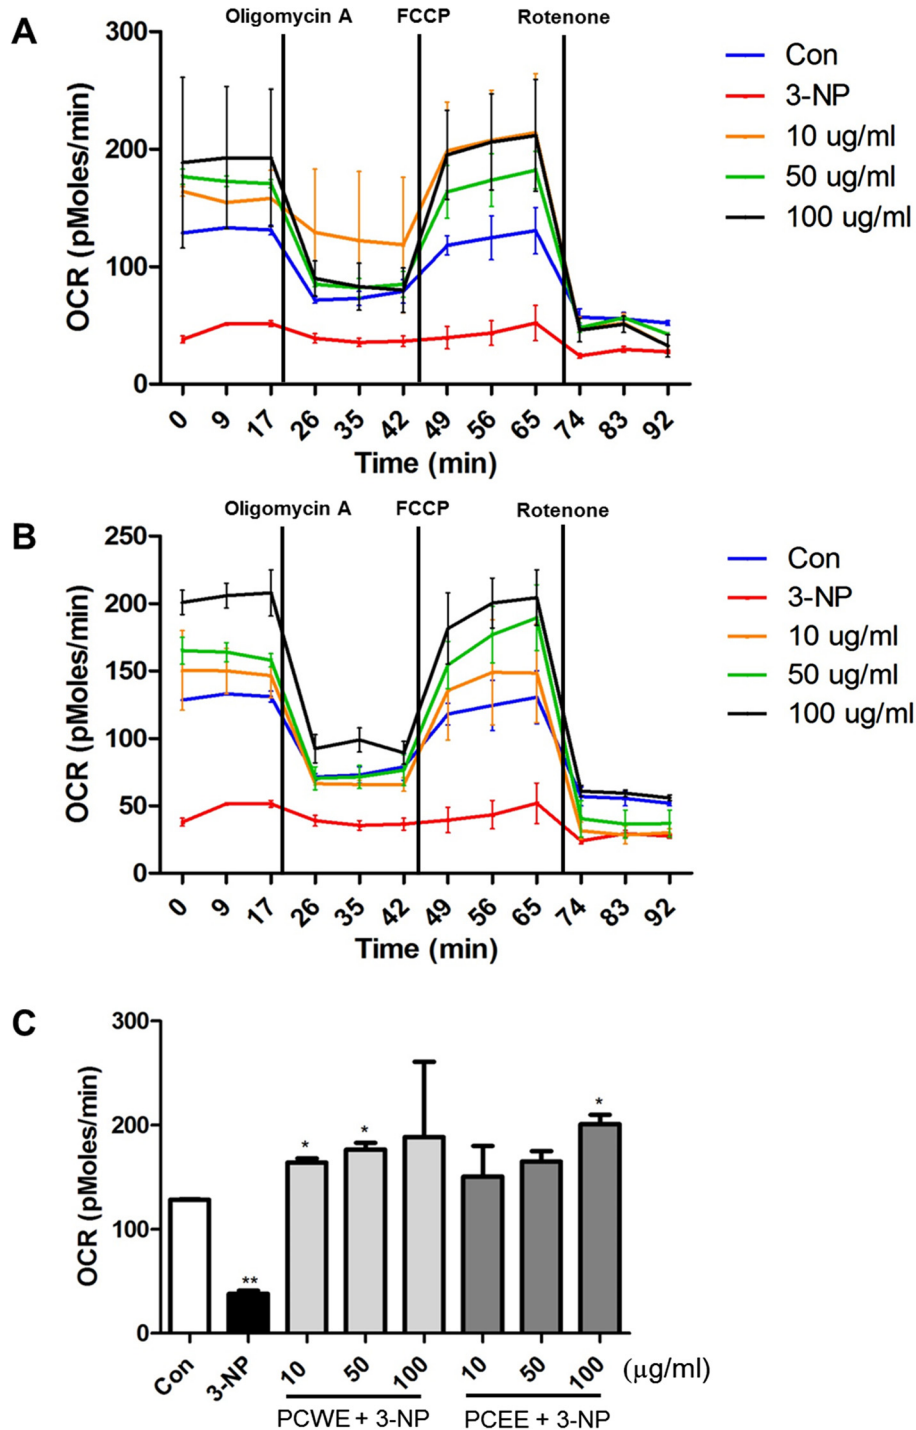 A
Oligomycin A FCCP Rotenone
300
200
100
0
OCR (pMoles/min)
0 9 17 26 35 42 49 56 65 74 83 92
Time (min)
Con
3-NP
10 ug/ml
50 ug/ml
100 ug/ml
B
Oligomycin A FCCP Rotenone
250
200
150
100
50
0
OCR (pMoles/min)
0 9 17 26 35 42 49 56 65 74 83 92
Time (min)
Con
3-NP
10 ug/ml
50 ug/ml
100 ug/ml
C
300
200
100
0
OCR (pMoles/min)
** * * *
Con 3-NP 10 50 100 10 50 100 (μg/ml)
PCWE + 3-NP PCEE + 3-NP